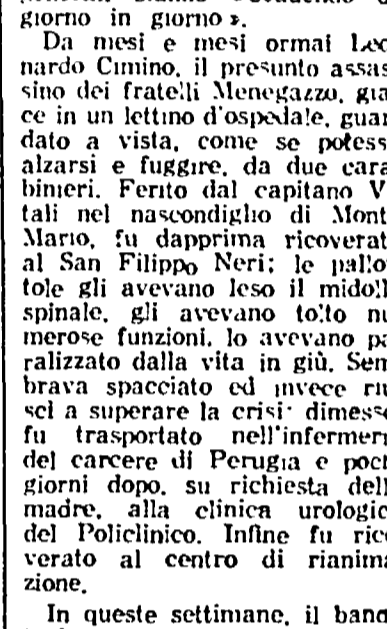 giorno in giorno ».
Da mesi e mesi ormai Leo
nardo Cimino, il presunto assas
sino dei fratelli Menegazzo, gia
ce in un lettino d'ospedale, guar
dato a vista, come se potess
alzarsi e fuggire, da due cara
binieri. Ferito dal capitano V
tali nel nascondiglio di Mont
Mario, fu dapprima ricoverat
al San Filippo Neri; le pallo
tole gli avevano leso il midoll
spinale, gli avevano tolto nu
merose funzioni, lo avevano pa
ralizzato dalla vita in giù. Sem
brava spacciato ed invece riu
scì a superare la crisi: dimesso
fu trasportato nell'infermeri
del carcere di Perugia e poch
giorni dopo, su richiesta dell
madre, alla clinica urologic
del Policlinico. Infine fu rico
verato al centro di rianima
zione.
In queste settimane, il band